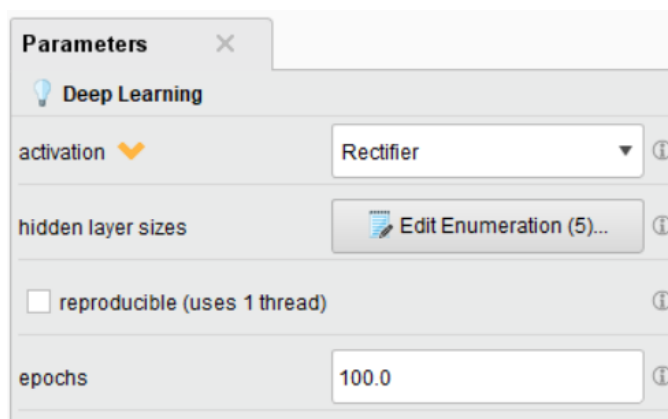 Parameters
Deep Learning
activation
Rectifier
hidden layer sizes
Edit Enumeration (5)...
reproducible (uses 1 thread)
epochs
100.0